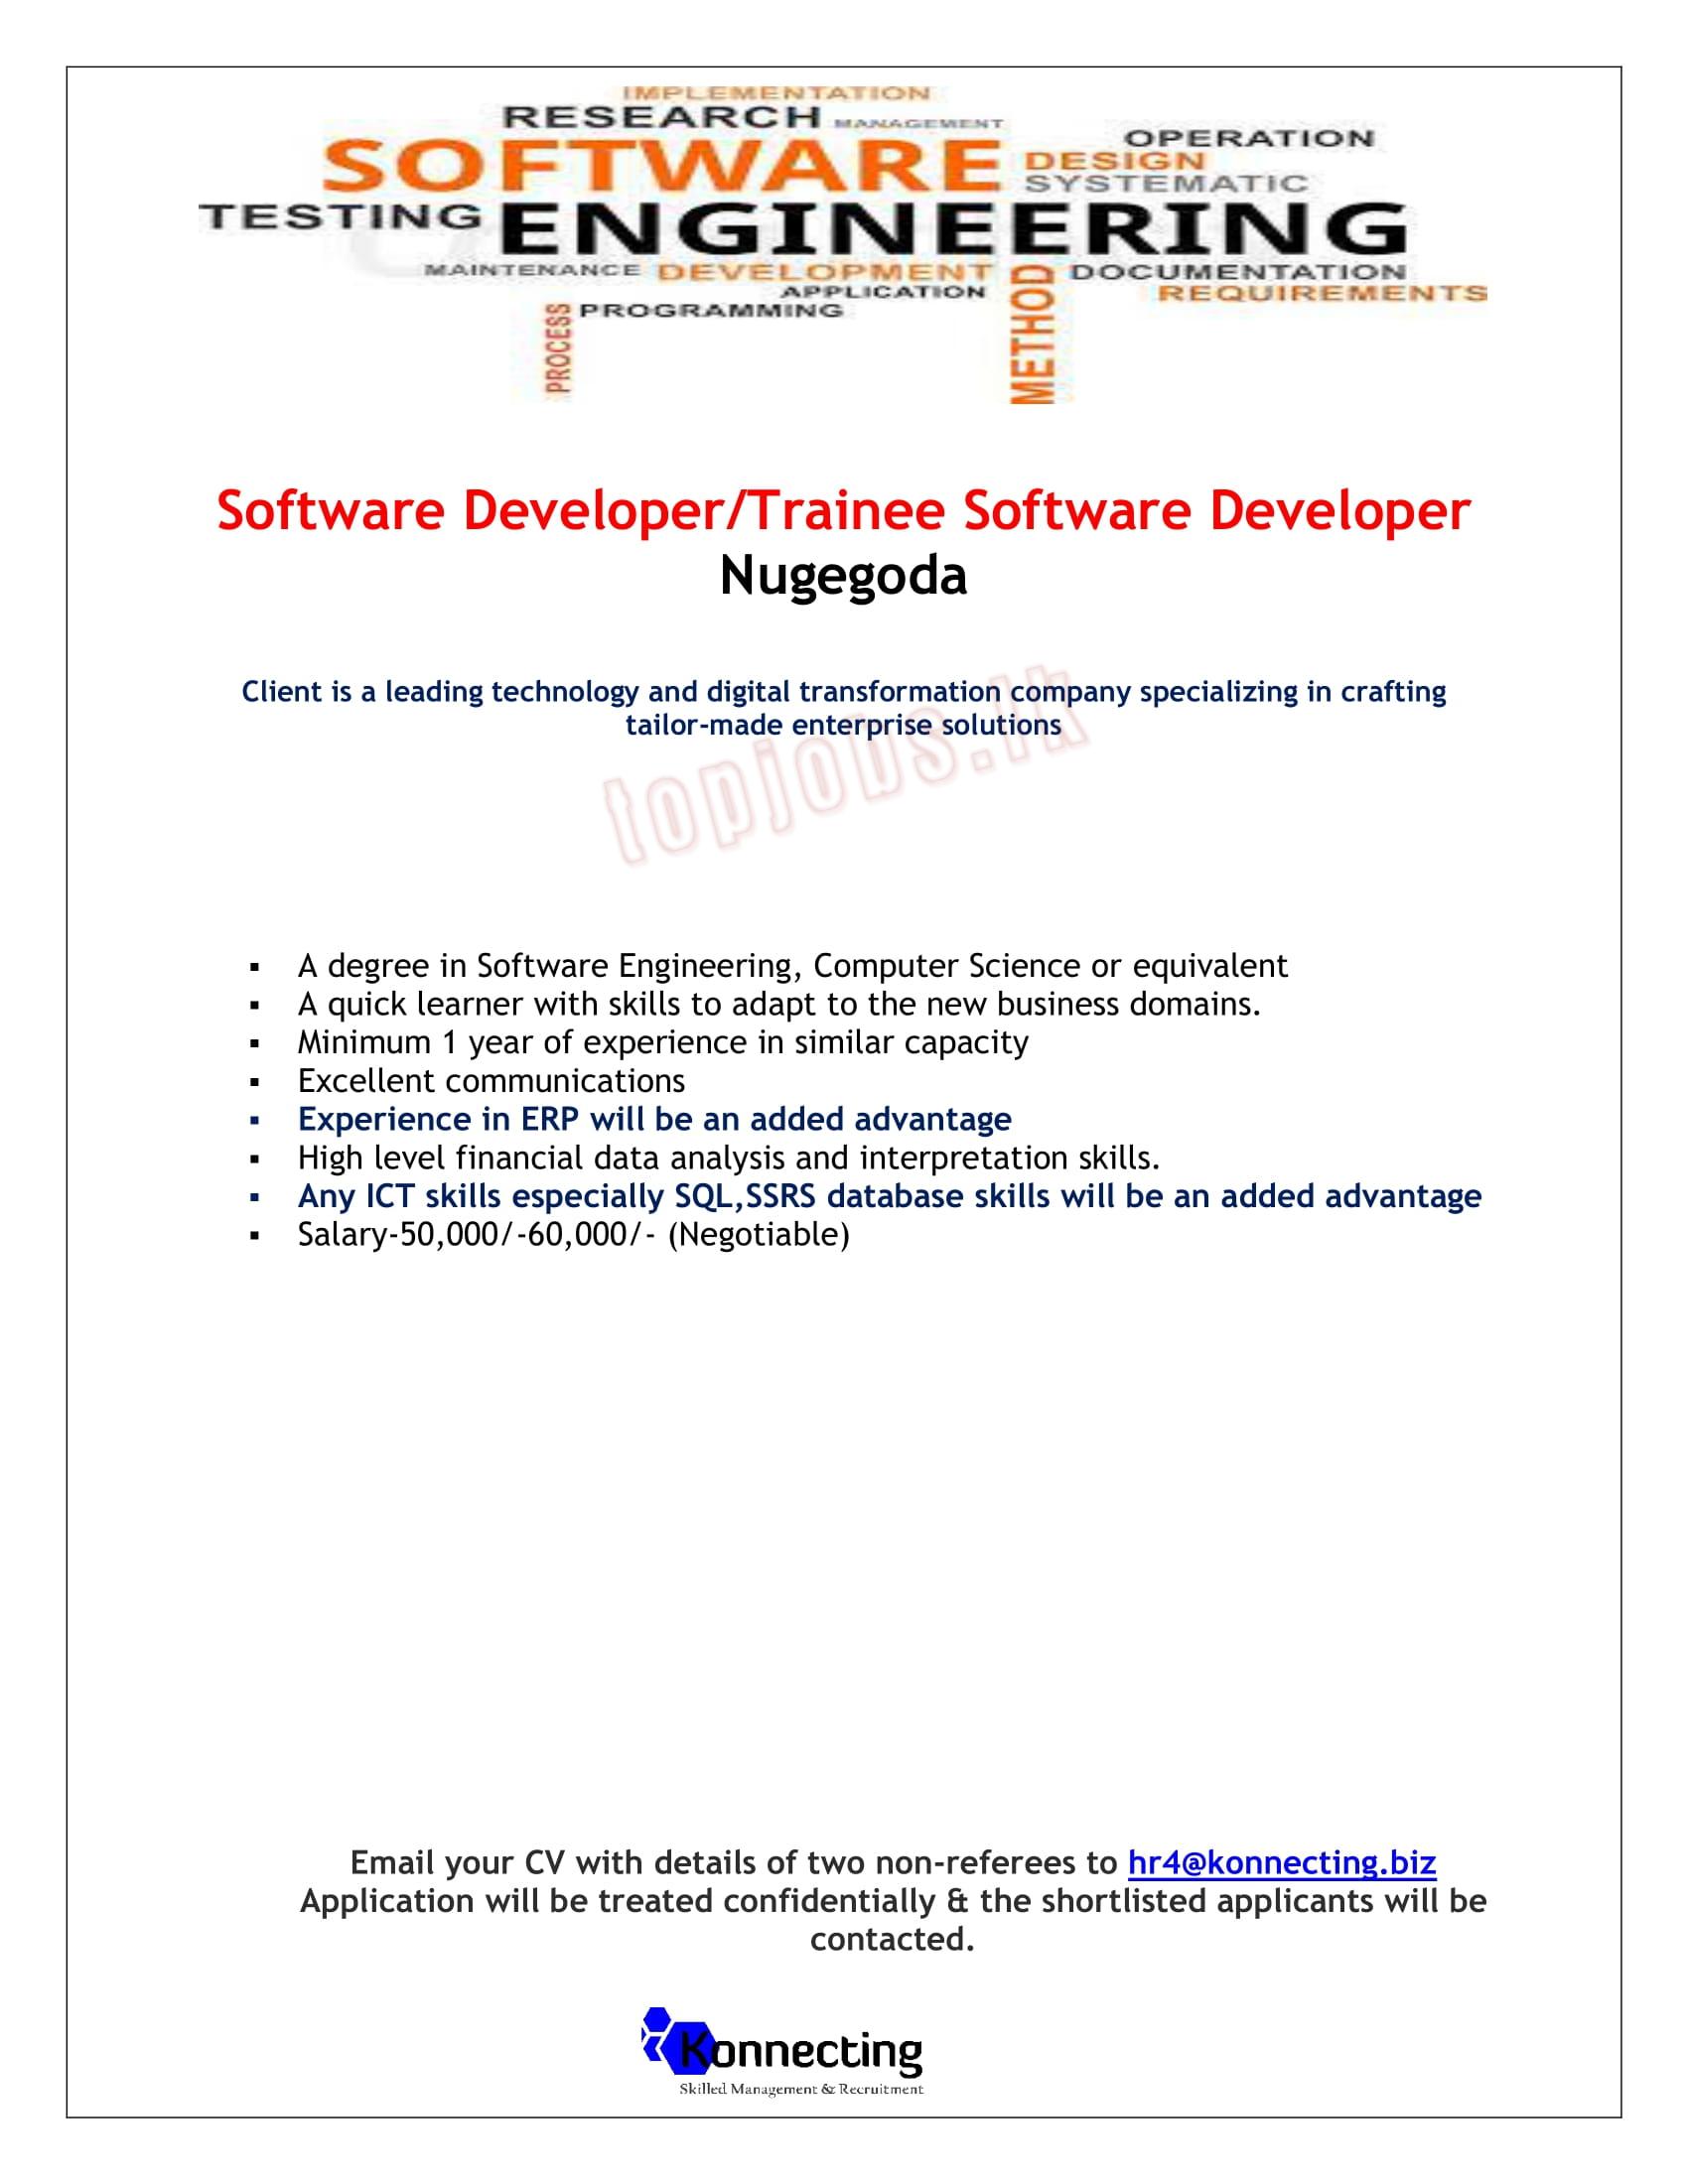 IMPLEMENTATION
RESEARCH MANAGEMENT
OPERATION
SOFTWARE DESIGN
SYSTEMATIC
TESTING ENGINEERING
MAINTENANCE DEVELOPMENT METHOD DOCUMENTATION
APPLICATION REQUIREMENTS
PROCESS PROGRAMMING
Software Developer/Trainee Software Developer
Nugegoda
Client is a leading technology and digital transformation company specializing in crafting
tailor-made enterprise solutions
topjobs.lk
▪ A degree in Software Engineering, Computer Science or equivalent
▪ A quick learner with skills to adapt to the new business domains.
▪ Minimum 1 year of experience in similar capacity
▪ Excellent communications
▪ Experience in ERP will be an added advantage
▪ High level financial data analysis and interpretation skills.
▪ Any ICT skills especially SQL,SSRS database skills will be an added advantage
▪ Salary-50,000/-60,000/- (Negotiable)
Email your CV with details of two non-referees to hr4@konnecting.biz
Application will be treated confidentially & the shortlisted applicants will be
contacted.
Konnecting
Skilled Management & Recruitment